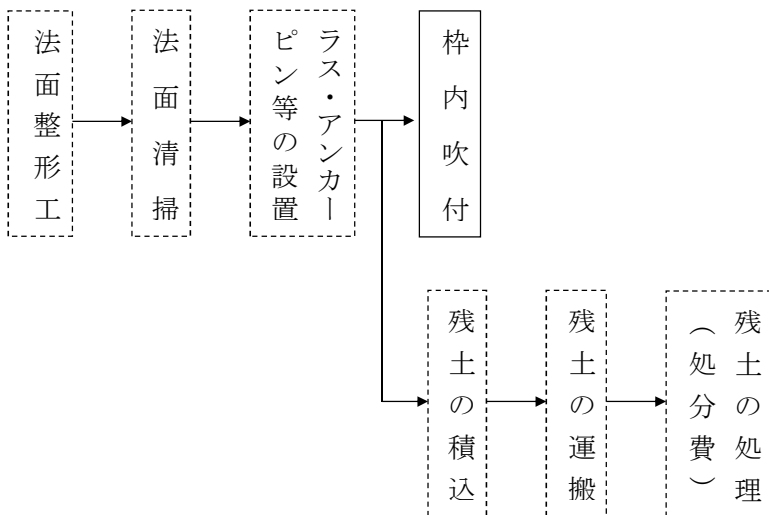 法面整形工
法面清掃
ラス・アンカー
ピン等の設置
枠内吹付
残土の積込
残土の運搬
残土の処理
（処分費）